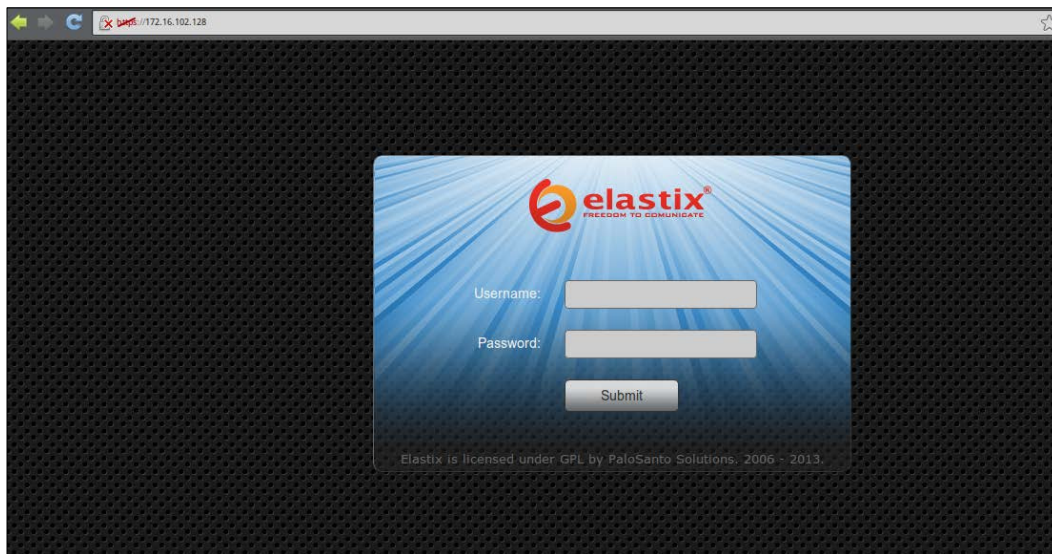 https://172.16.102.128
elastix®
FREEDOM TO COMUNICATE
Username:
Password:
Submit
Elastix is licensed under GPL by PaloSanto Solutions. 2006 - 2013.